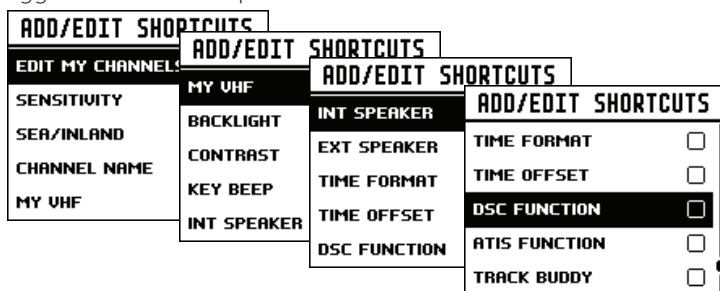 ADD/EDIT SHORTCUTS
EDIT MY CHANNELS
SENSITIVITY
SEA/INLAND
CHANNEL NAME
MY VHF
ADD/EDIT SHORTCUTS
MY VHF
BACKLIGHT
CONTRAST
KEY BEEP
INT SPEAKER
ADD/EDIT SHORTCUTS
INT SPEAKER
EXT SPEAKER
TIME FORMAT
TIME OFFSET
DSC FUNCTION
ADD/EDIT SHORTCUTS
TIME FORMAT
TIME OFFSET
DSC FUNCTION
ATIS FUNCTION
TRACK BUDDY